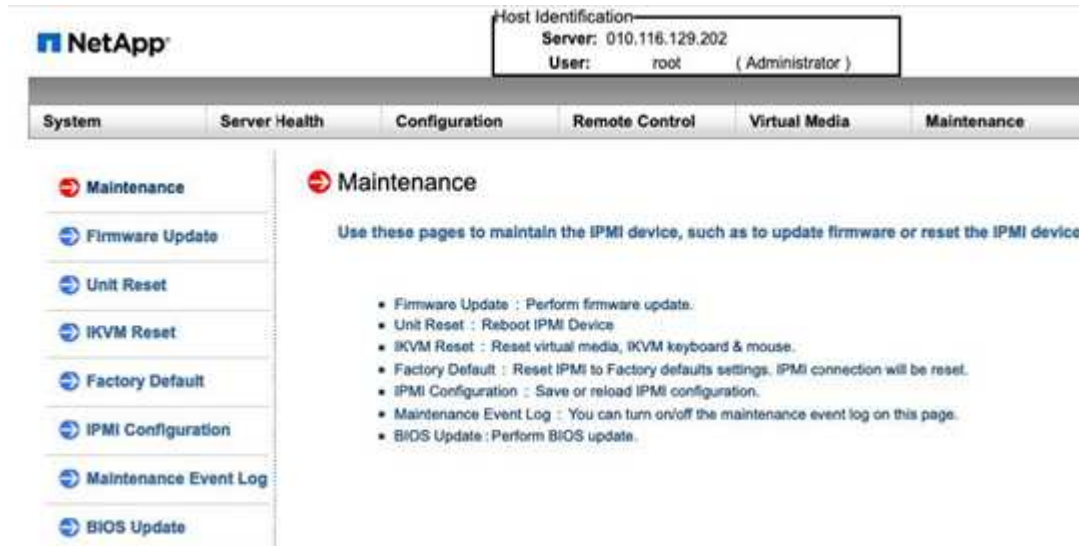 NetApp
Host Identification
Server: 010.116.129.202
User: root ( Administrator )
System Server Health Configuration Remote Control Virtual Media Maintenance
Maintenance
Firmware Update
Unit Reset
IKVM Reset
Factory Default
IPMI Configuration
Maintenance Event Log
BIOS Update
Maintenance
Use these pages to maintain the IPMI device, such as to update firmware or reset the IPMI device
• Firmware Update : Perform firmware update.
• Unit Reset : Reboot IPMI Device
• IKVM Reset : Reset virtual media, IKVM keyboard & mouse.
• Factory Default : Reset IPMI to Factory defaults settings. IPMI connection will be reset.
• IPMI Configuration : Save or reload IPMI configuration.
• Maintenance Event Log : You can turn on/off the maintenance event log on this page.
• BIOS Update : Perform BIOS update.